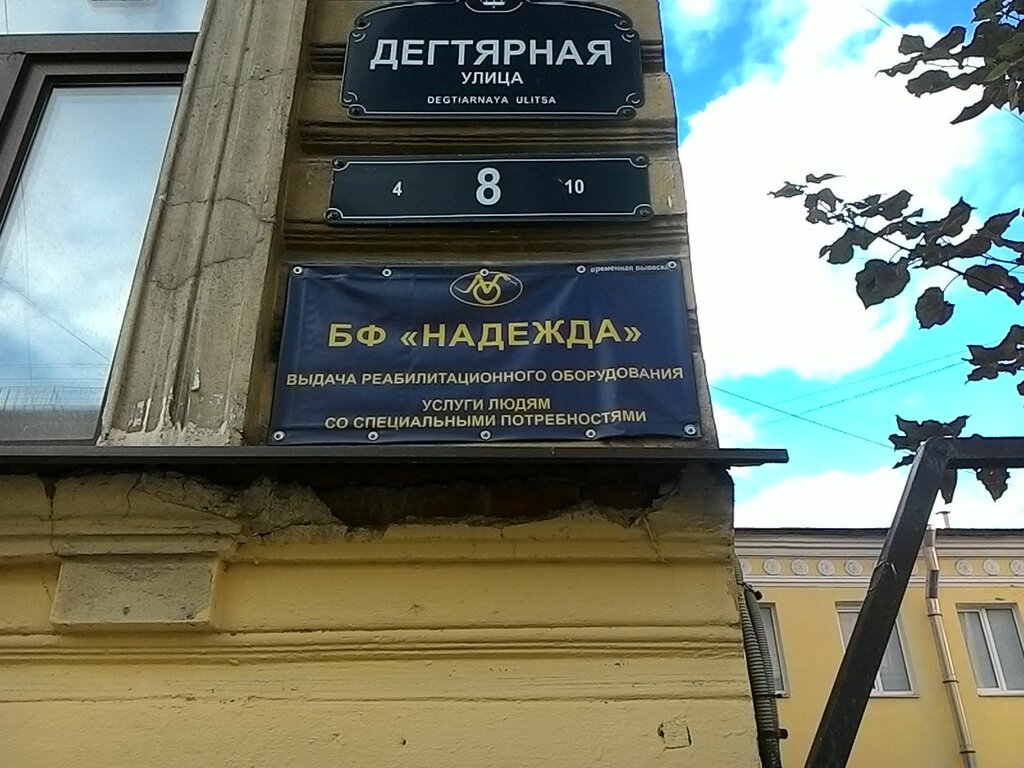 ДЕГТЯРНАЯ
УЛИЦА
DEGTIARNAYA ULITSA
4 8 10
временная вывеска
БФ «НАДЕЖДА»
ВЫДАЧА РЕАБИЛИТАЦИОННОГО ОБОРУДОВАНИЯ
УСЛУГИ ЛЮДЯМ
СО СПЕЦИАЛЬНЫМИ ПОТРЕБНОСТЯМИ